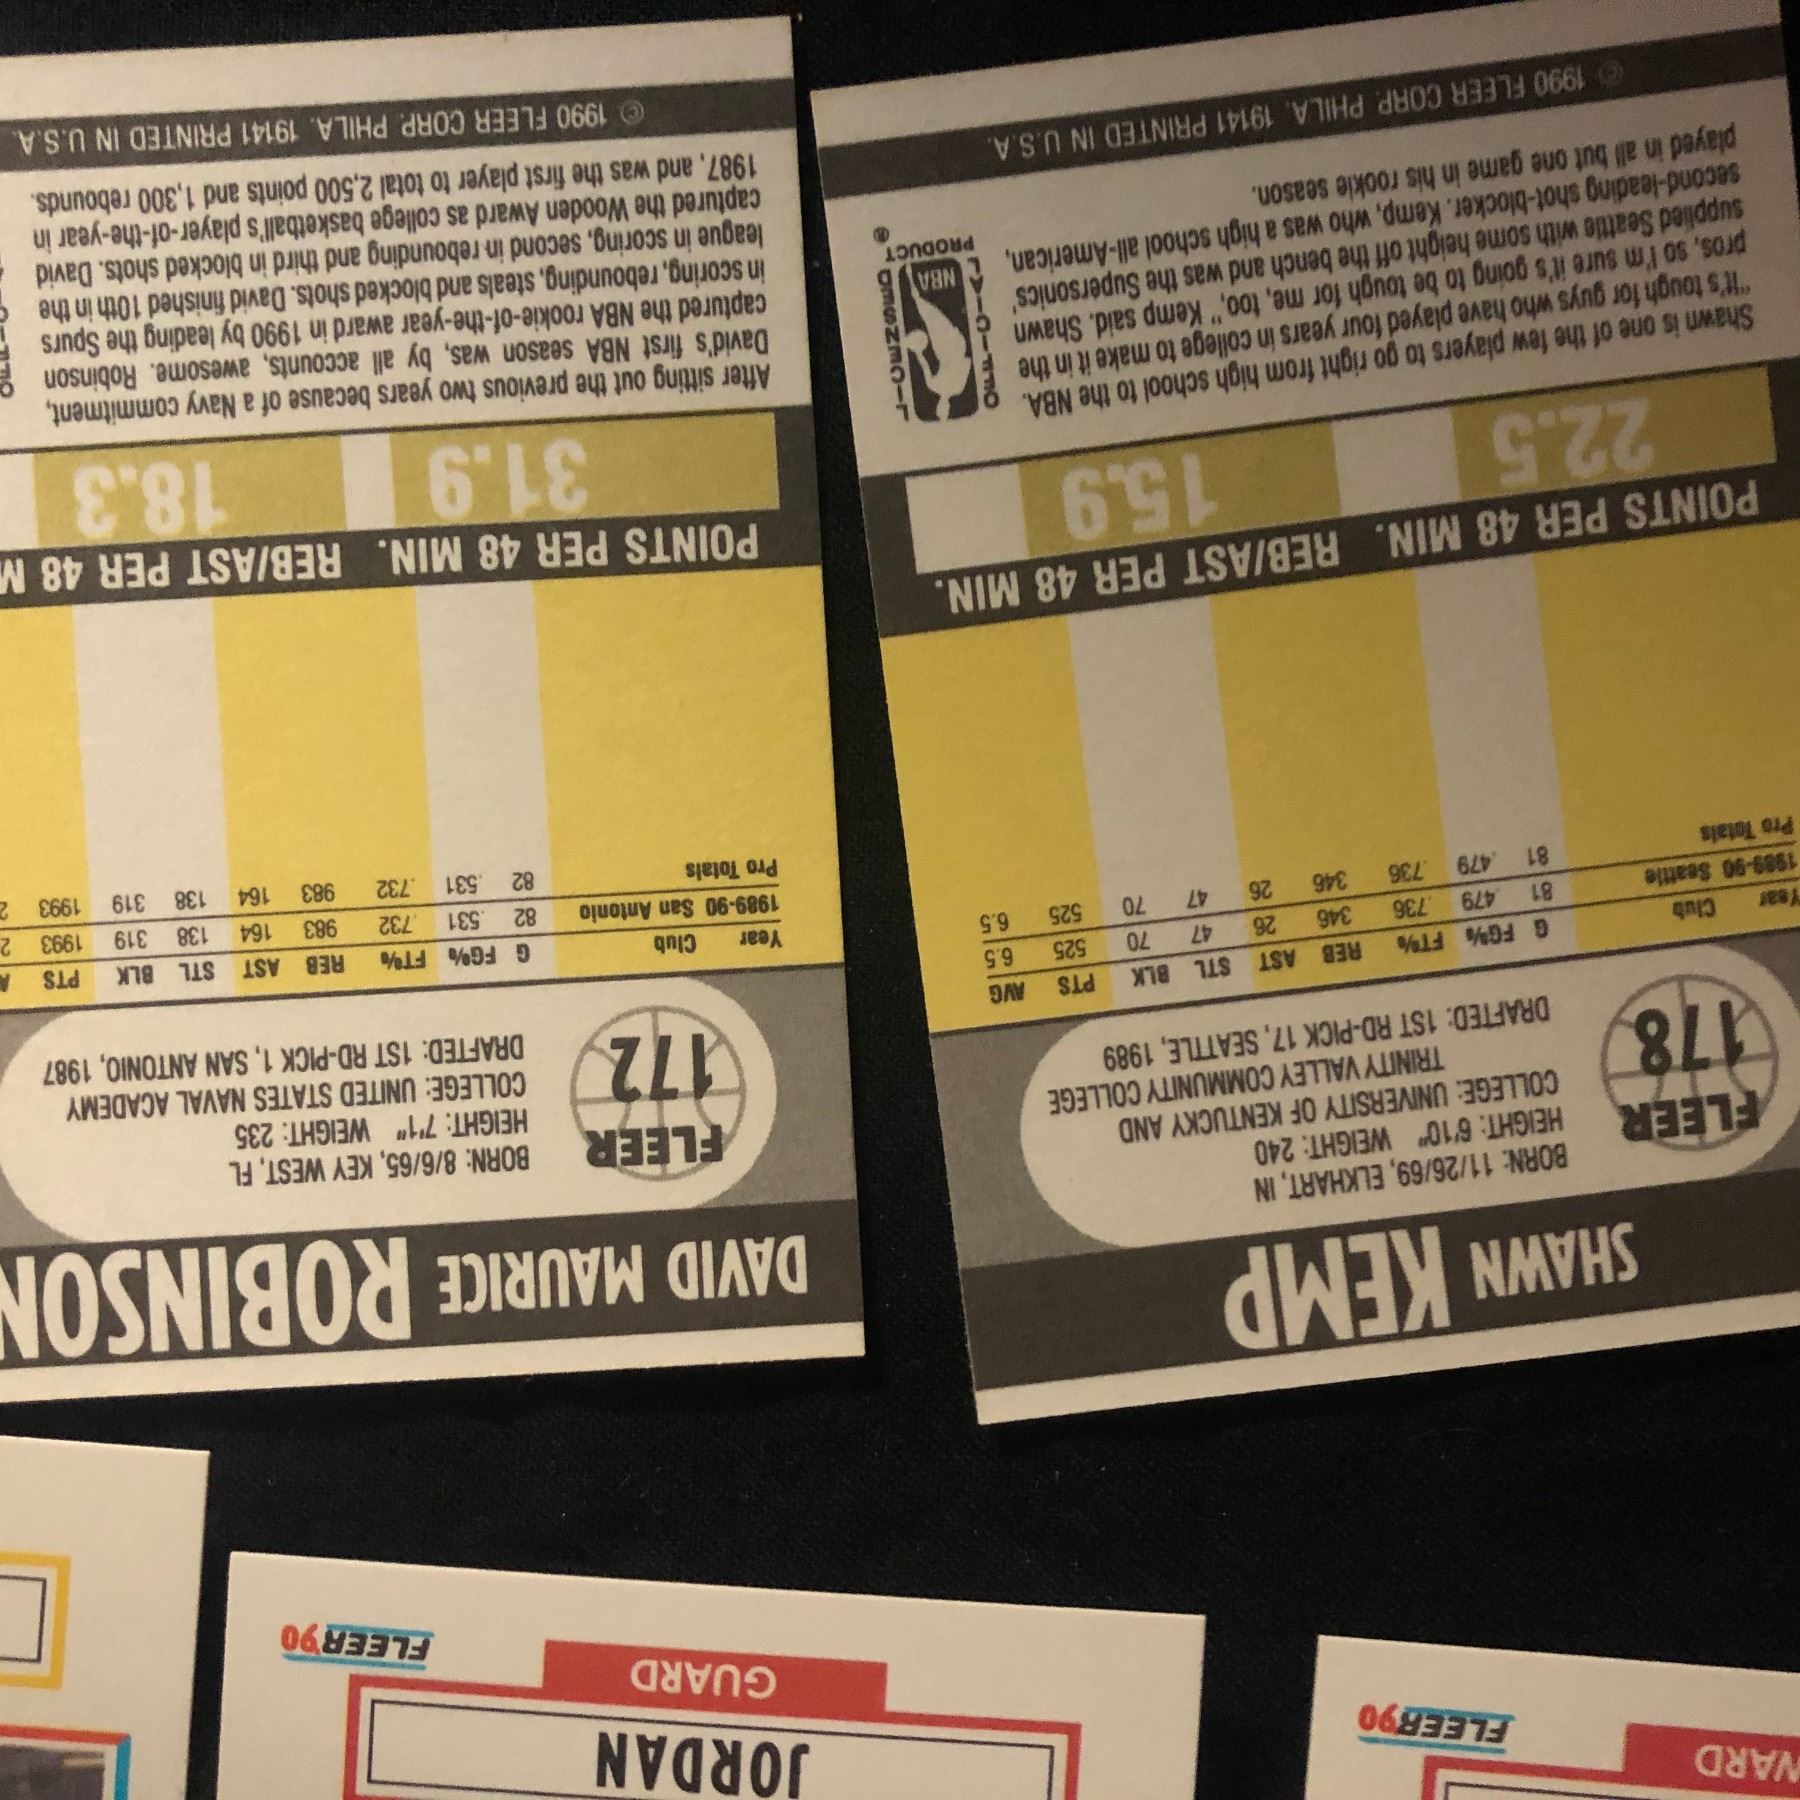 SHAWN KEMP
FLEER
178
BORN: 11/26/69, ELKHART, IN
HEIGHT: 6'10" WEIGHT: 240
COLLEGE: UNIVERSITY OF KENTUCKY AND
TRINITY VALLEY COMMUNITY COLLEGE
DRAFTED: 1ST RD-PICK 17, SEATTLE, 1989
Year Club G FG% FT% REB AST STL BLK PTS AVG
1989-90 Seattle 81 .479 .736 346 26 47 70 525 6.5
Pro Totals 81 .479 .736 346 26 47 70 525 6.5
POINTS PER 48 MIN. REB/AST PER 48 MIN.
22.5 15.9
Shawn is one of the few players to go right from high school to the NBA.
"It's tough for guys who have played four years in college to make it in the
pros, so I'm sure it's going to be tough for me, too," Kemp said. Shawn
supplied Seattle with some height off the bench and was the Supersonics'
second-leading shot-blocker. Kemp, who was a high school all-American,
played in all but one game in his rookie season.
OFFICIAL
NBA
LICENSED
PRODUCT
®
© 1990 FLEER CORP. PHILA. 19141 PRINTED IN U.S.A.
DAVID MAURICE ROBINSON
FLEER
172
BORN: 8/6/65, KEY WEST, FL
HEIGHT: 7'1" WEIGHT: 235
COLLEGE: UNITED STATES NAVAL ACADEMY
DRAFTED: 1ST RD-PICK 1, SAN ANTONIO, 1987
Year Club G FG% FT% REB AST STL BLK PTS A
1989-90 San Antonio 82 .531 .732 983 164 138 319 1993 2
Pro Totals 82 .531 .732 983 164 138 319 1993 2
POINTS PER 48 MIN. REB/AST PER 48 M
31.9 18.3
After sitting out the previous two years because of a Navy commitment,
David's first NBA season was, by all accounts, awesome. Robinson
captured the NBA rookie-of-the-year award in 1990 by leading the Spurs
in scoring, rebounding, steals and blocked shots. David finished 10th in the
league in scoring, second in rebounding and third in blocked shots. David
captured the Wooden Award as college basketball's player-of-the-year in
1987, and was the first player to total 2,500 points and 1,300 rebounds.
© 1990 FLEER CORP. PHILA. 19141 PRINTED IN U.S.A.
WARD
FLEER'90
JORDAN
GUARD
FLEER'90